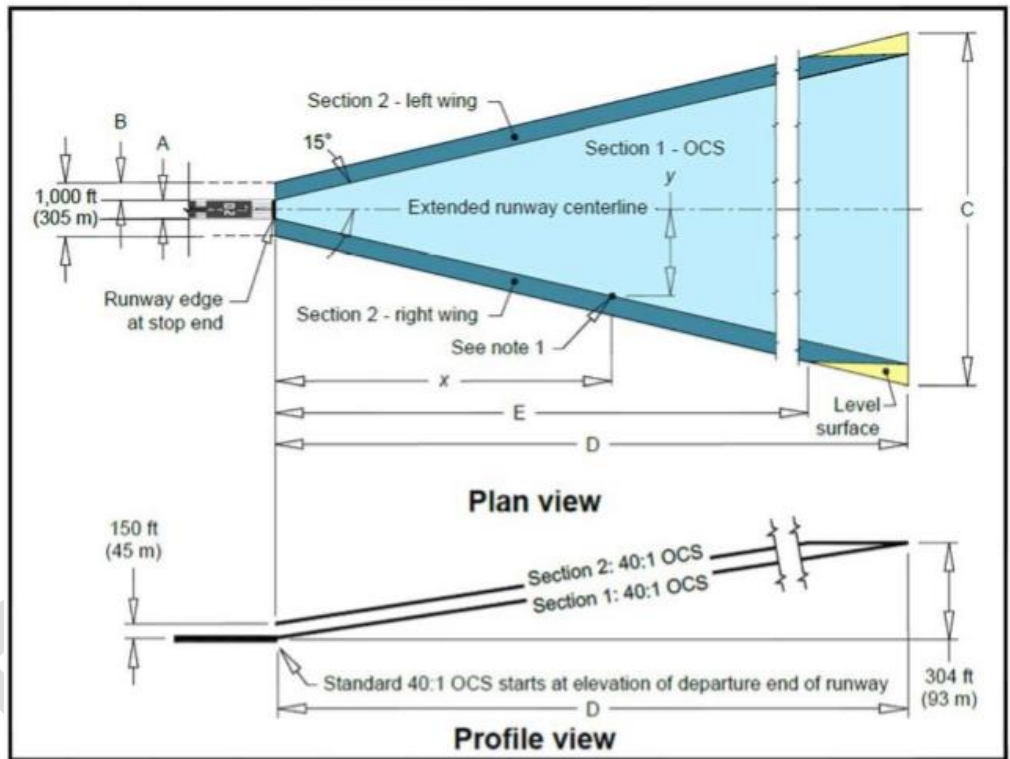 Section 2 - left wing
B
15°
A
Section 1 - OCS
y
1,000 ft
(305 m)
Extended runway centerline
C
Runway edge
at stop end
Section 2 - right wing
See note 1
x
E
Level
surface
D
Plan view
150 ft
(45 m)
Section 2: 40:1 OCS
Section 1: 40:1 OCS
304 ft
(93 m)
Standard 40:1 OCS starts at elevation of departure end of runway
D
Profile view